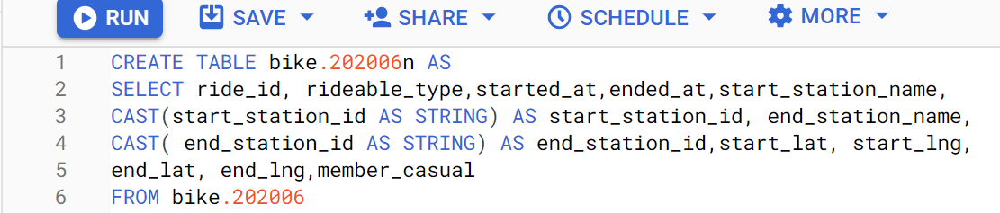 RUN SAVE SHARE SCHEDULE MORE
1 CREATE TABLE bike.202006n AS
2 SELECT ride_id, rideable_type,started_at,ended_at,start_station_name,
3 CAST(start_station_id AS STRING) AS start_station_id, end_station_name,
4 CAST( end_station_id AS STRING) AS end_station_id,start_lat, start_lng,
5 end_lat, end_lng,member_casual
6 FROM bike.202006